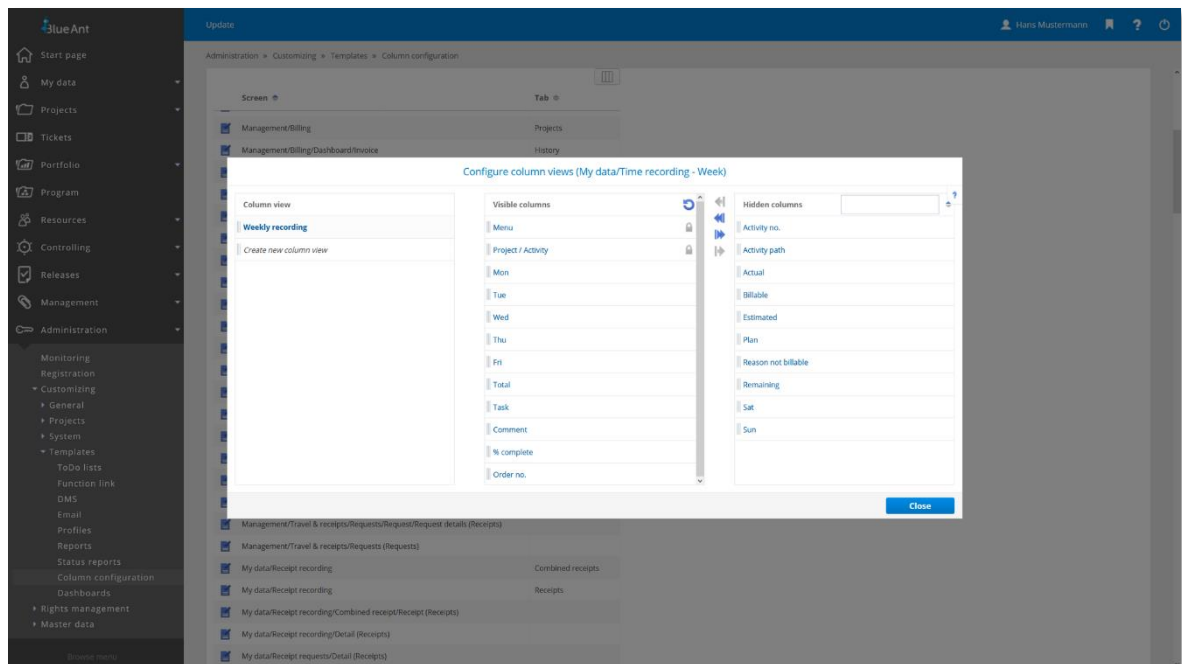 BlueAnt
Update
Hans Mustermann
?
Start page
My data
Projects
Tickets
Portfolio
Program
Resources
Controlling
Releases
Management
Administration
Monitoring
Registration
Customizing
General
Projects
System
Templates
ToDo lists
Function link
DMS
Email
Profiles
Reports
Status reports
Column configuration
Dashboards
Rights management
Master data
Browse menu
Administration » Customizing » Templates » Column configuration
Screen Tab
Management/Billing Projects
Management/Billing/Dashboard/Invoice History
Configure column views (My data/Time recording - Week)
Column view
Weekly recording
Create new column view
Visible columns
Menu
Project / Activity
Mon
Tue
Wed
Thu
Fri
Total
Task
Comment
% complete
Order no.
Hidden columns
?
Activity no.
Activity path
Actual
Billable
Estimated
Plan
Reason not billable
Remaining
Sat
Sun
Close
Management/Travel & receipts/Requests/Request/Request details (Receipts)
Management/Travel & receipts/Requests (Requests)
My data/Receipt recording Combined receipts
My data/Receipt recording Receipts
My data/Receipt recording/Combined receipt/Receipt (Receipts)
My data/Receipt recording/Detail (Receipts)
My data/Receipt requests/Detail (Receipts)